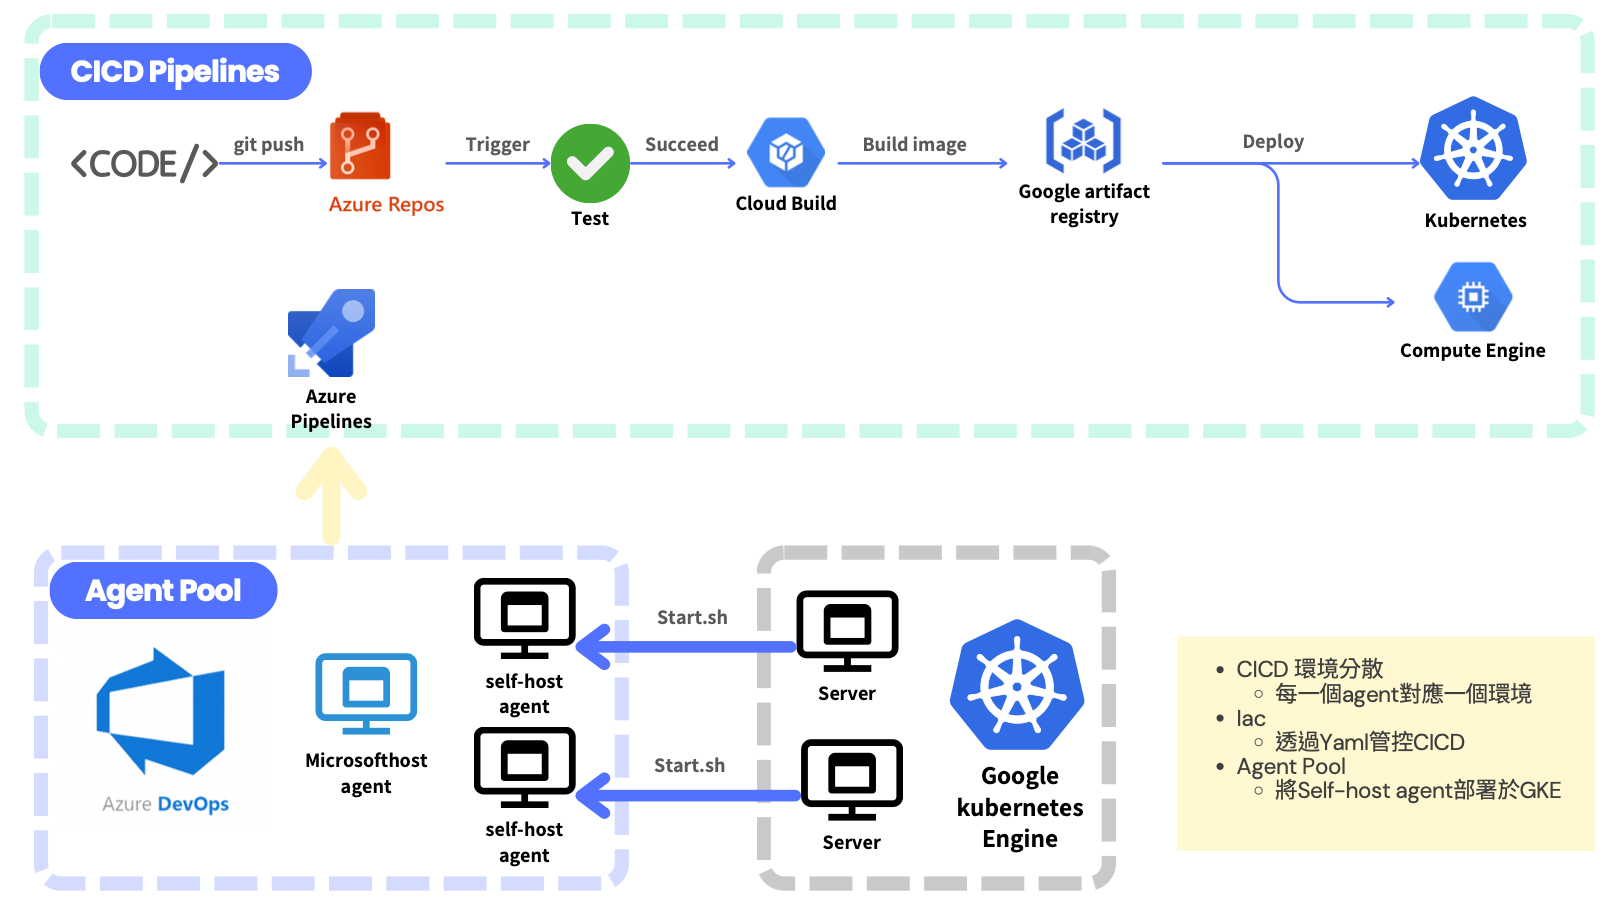 CICD Pipelines
<CODE/>
git push
Azure Repos
Trigger
Test
Succeed
Cloud Build
Build image
Google artifact
registry
Deploy
Kubernetes
Compute Engine
Azure
Pipelines
Agent Pool
Azure DevOps
Microsofthost
agent
self-host
agent
self-host
agent
Start.sh
Start.sh
Server
Server
Google
kubernetes
Engine
• CICD 環境分散
○ 每一個agent對應一個環境
• Iac
○ 透過Yaml管控CICD
• Agent Pool
○ 將Self-host agent部署於GKE